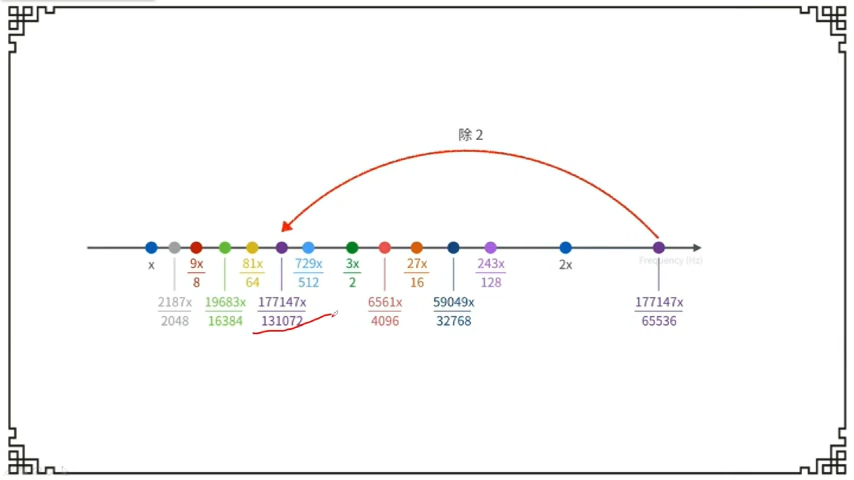 除 2
Frequency (Hz)
x
9x
8
81x
64
729x
512
3x
2
27x
16
243x
128
2x
2187x
2048
19683x
16384
177147x
131072
6561x
4096
59049x
32768
177147x
65536